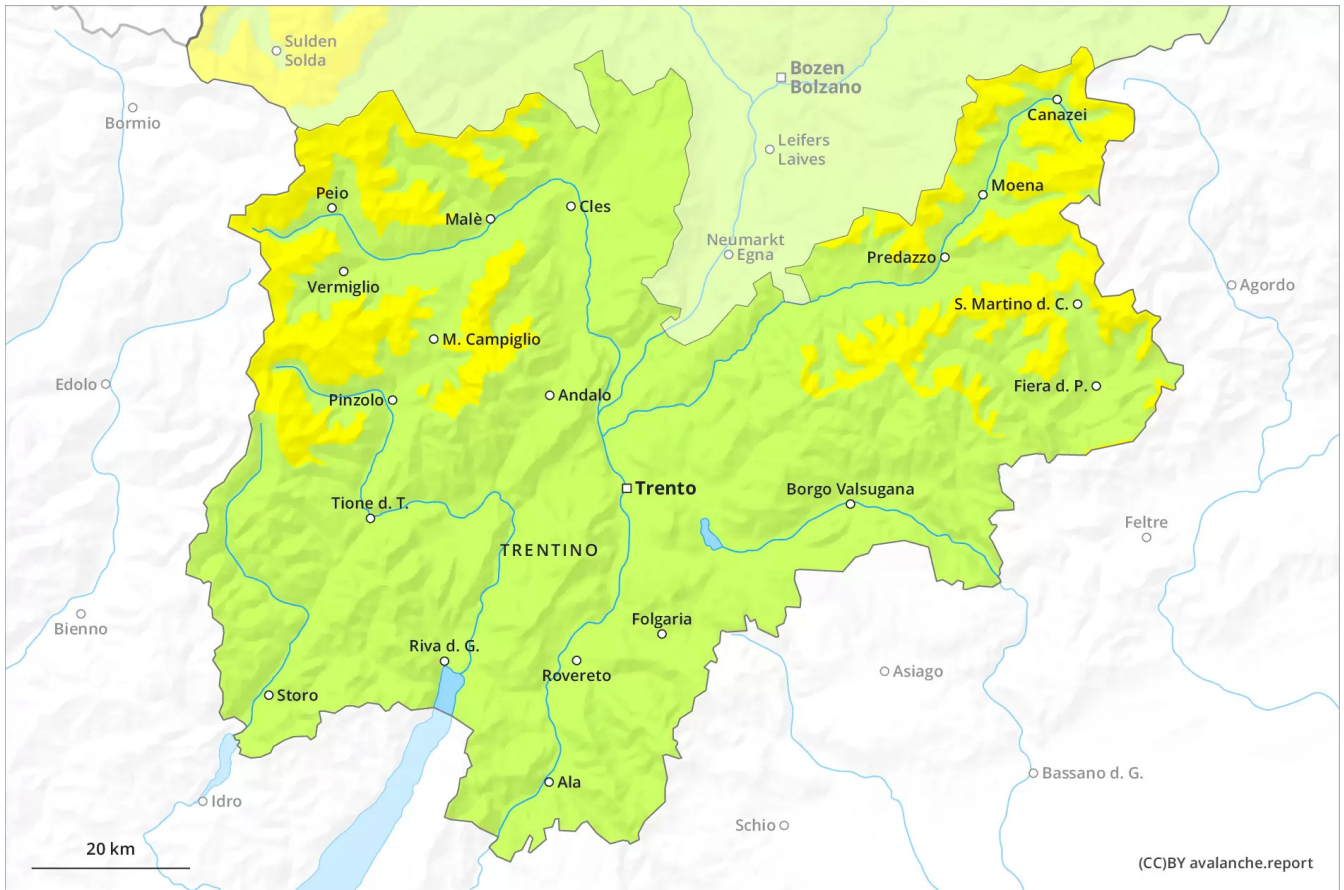 Sulden
Solda
Bozen
Bolzano
Bormio
Canazei
Leifers
Laives
Peio
Moena
Malè
Cles
Neumarkt
Egna
Predazzo
Vermiglio
Agordo
S. Martino d. C.
M. Campiglio
Edolo
Fiera d. P.
Pinzolo
Andalo
Trento
Borgo Valsugana
Tione d. T.
Feltre
TRENTINO
Bienno
Folgaria
Riva d. G.
Asiago
Rovereto
Storo
Bassano d. G.
Ala
Idro
Schio
20 km
(CC)BY avalanche.report